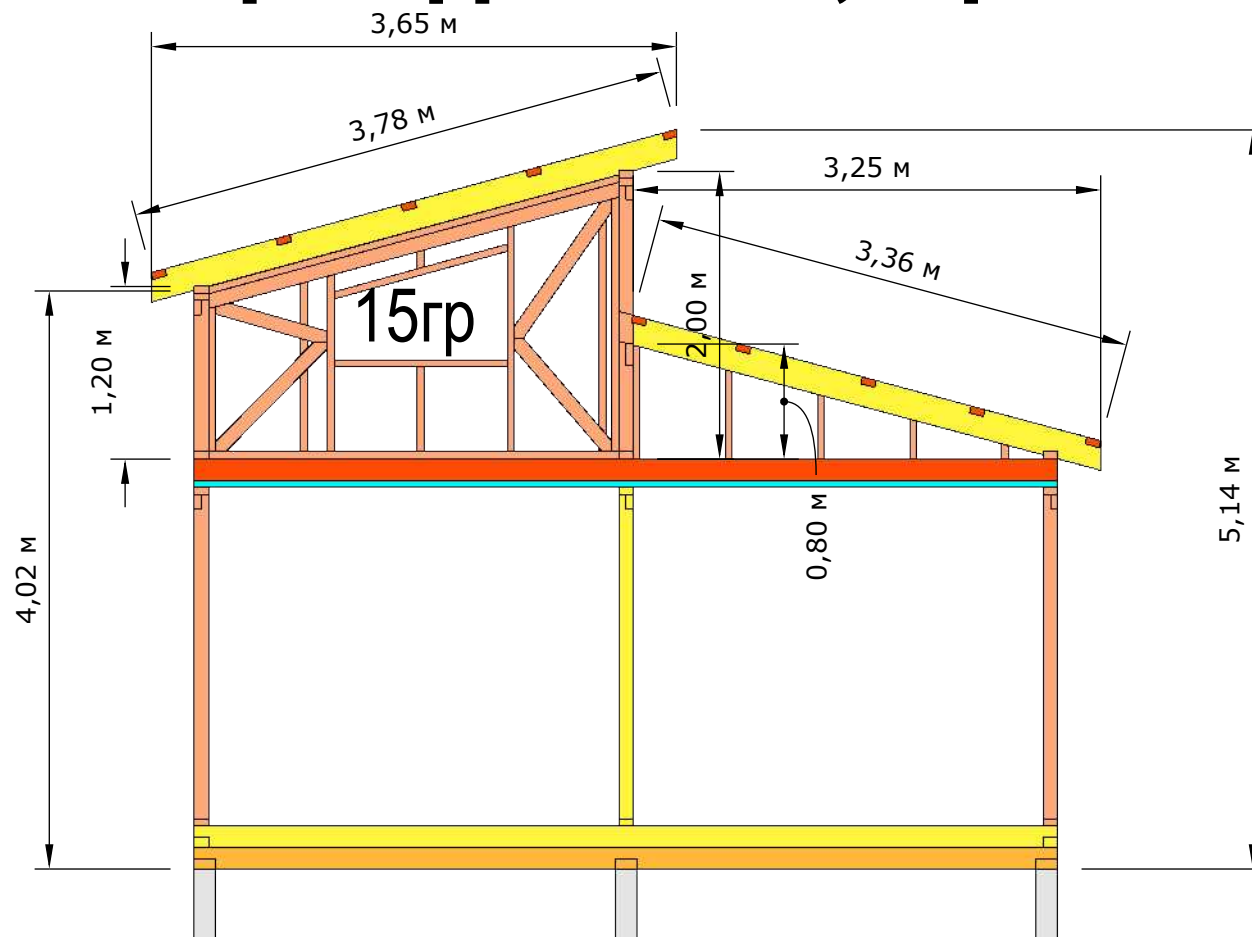 3,65 м
3,78 м
3,25 м
3,36 м
15гр
2,00 м
1,20 м
0,80 м
4,02 м
5,14 м